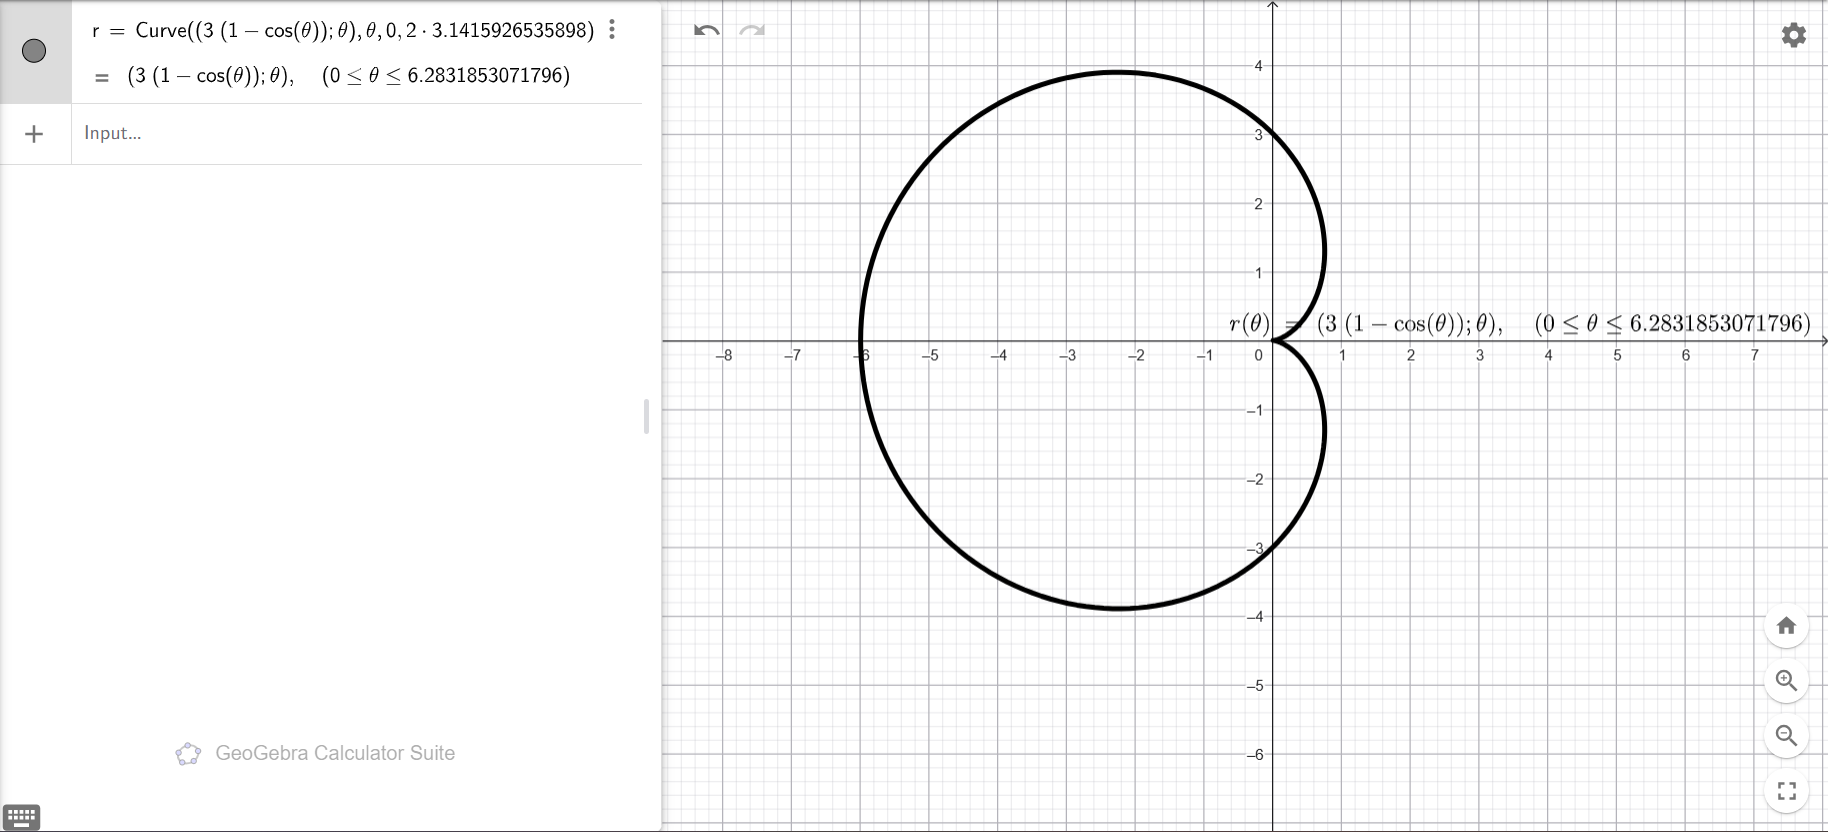 r = Curve((3 (1 − cos(θ)); θ), θ, 0, 2 · 3.1415926535898)
= (3 (1 − cos(θ)); θ), (0 ≤ θ ≤ 6.2831853071796)
+ Input...
GeoGebra Calculator Suite
4
3
2
1
r(θ) = (3 (1 − cos(θ)); θ), (0 ≤ θ ≤ 6.2831853071796)
−8 −7 −6 −5 −4 −3 −2 −1 0 1 2 3 4 5 6 7
−1
−2
−3
−4
−5
−6